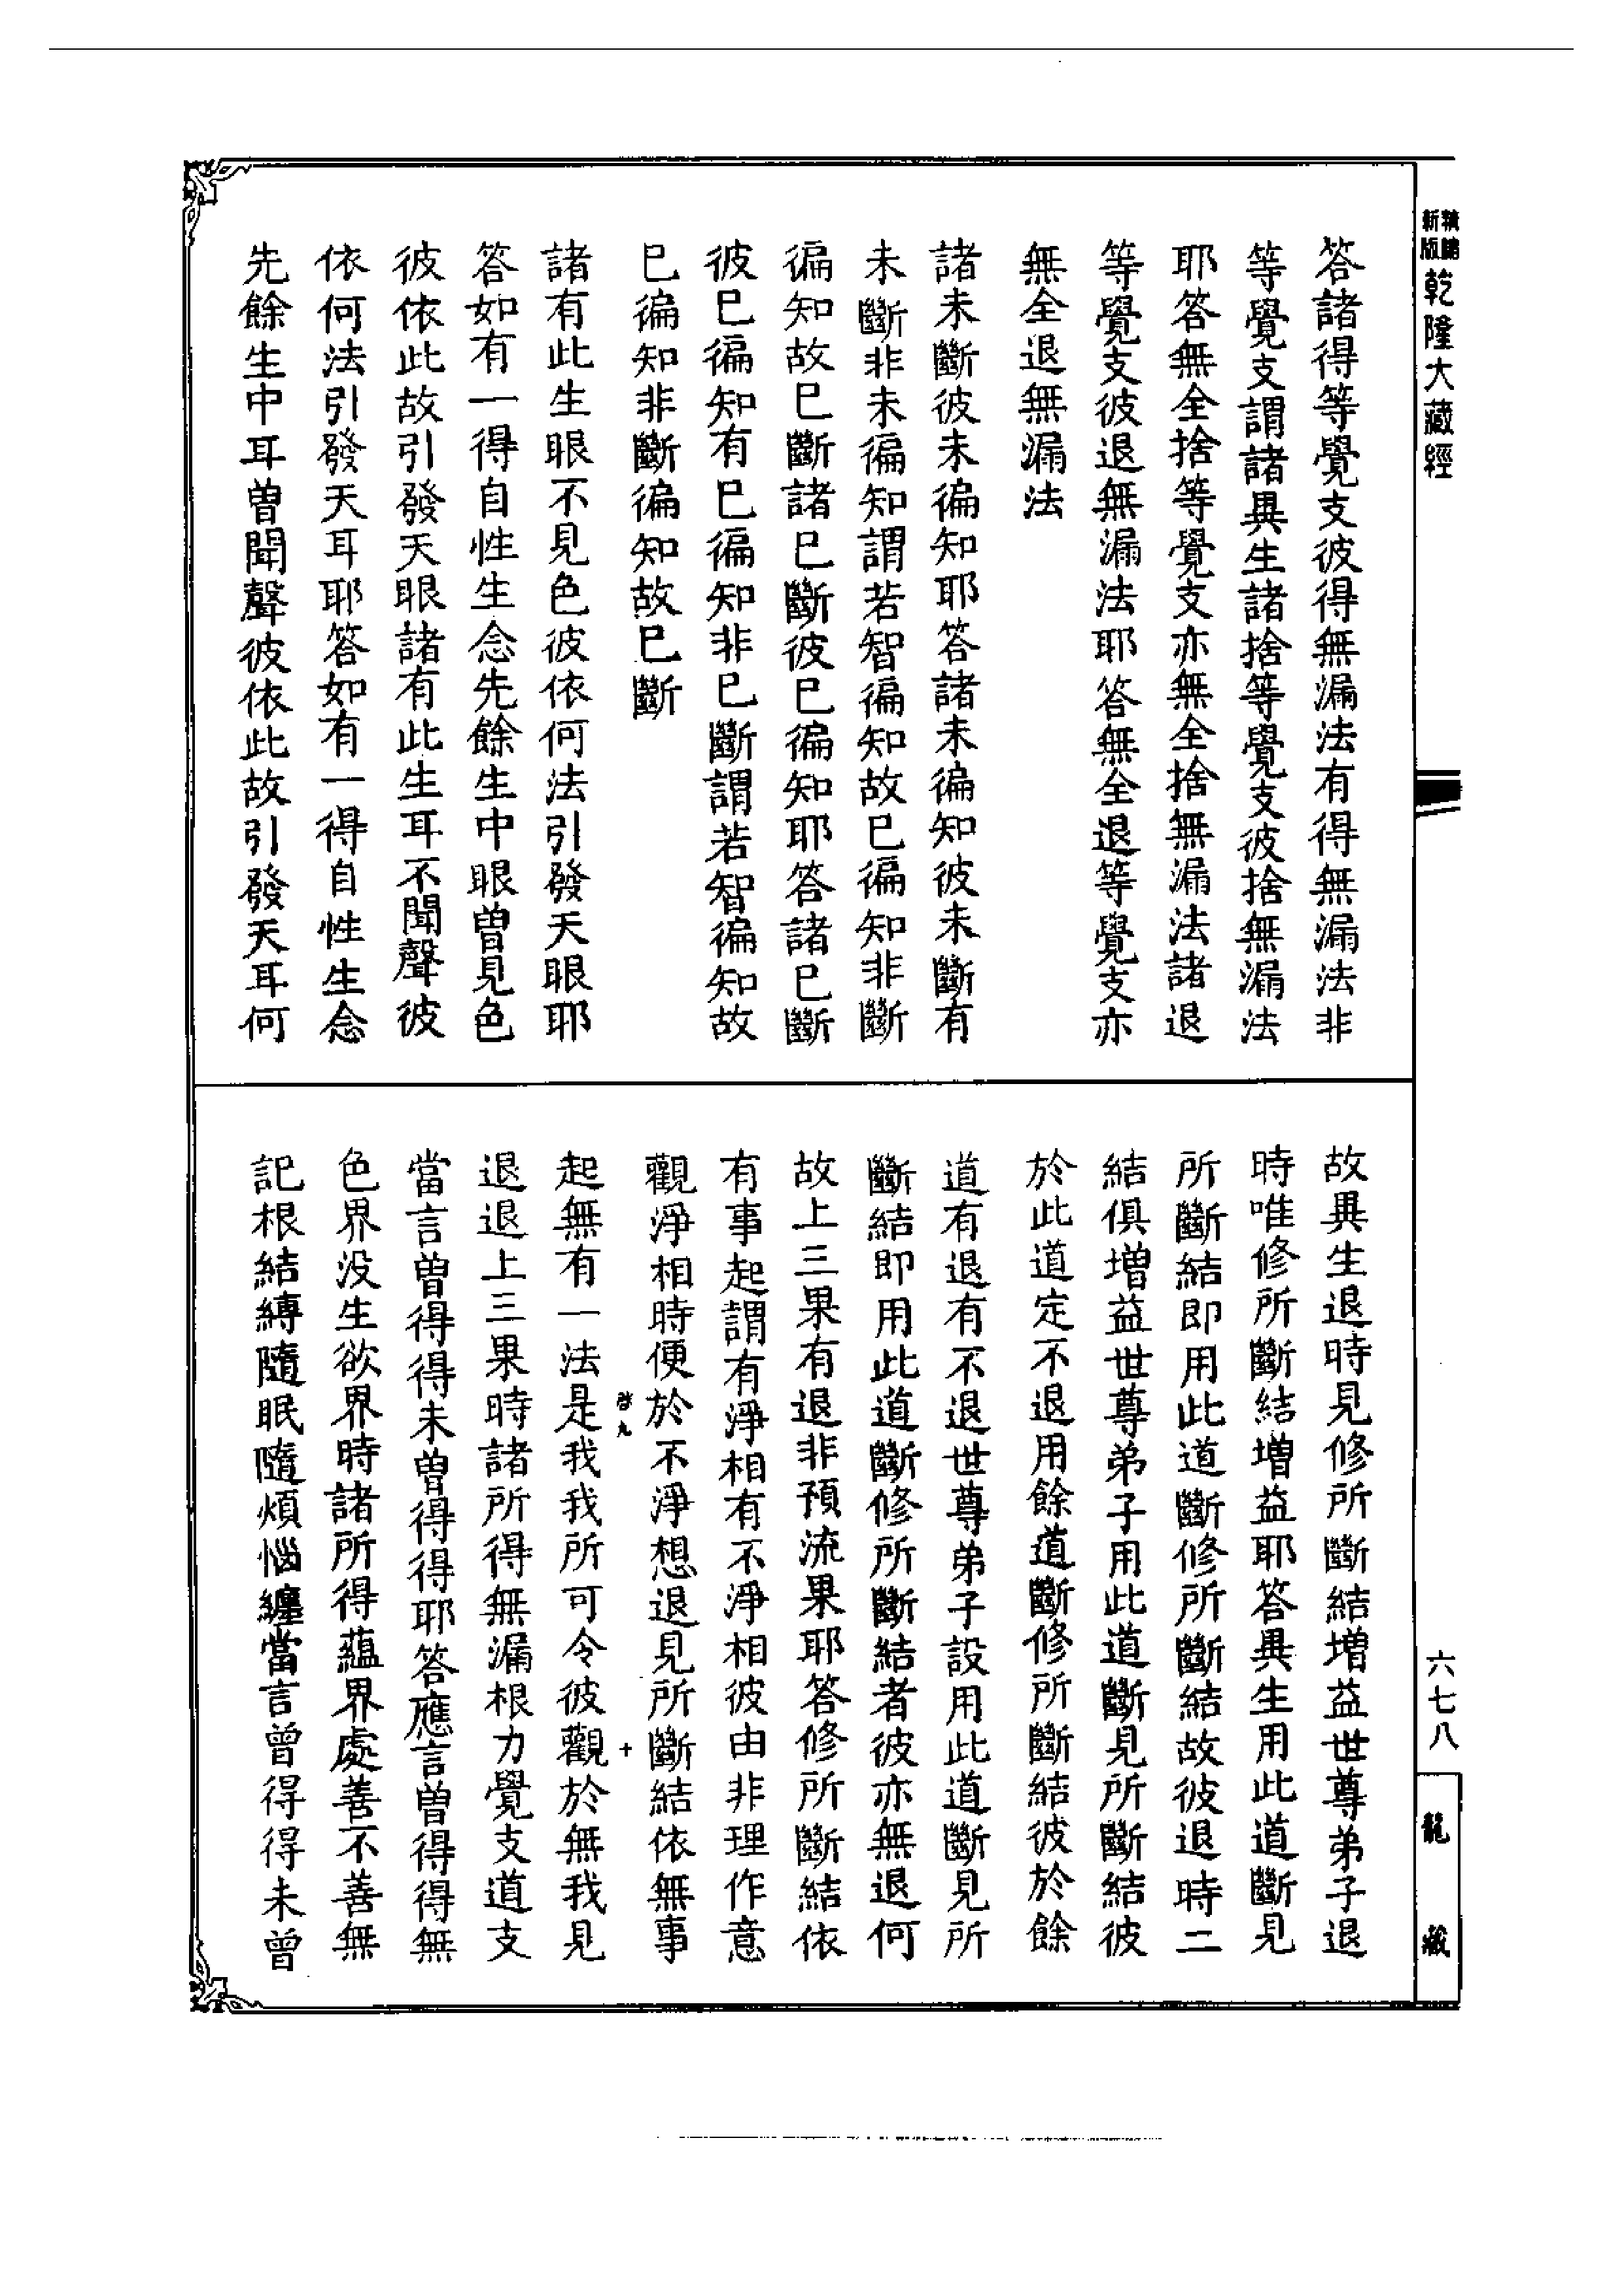 新版
精編
乾隆大藏經
六七八
龍藏
答諸得等覺支彼得無漏法有得無漏法非
等覺支謂諸異生諸捨等覺支彼捨無漏法
耶答無全捨等覺支亦無全捨無漏法諸退
等覺支彼退無漏法耶答無全退等覺支亦
無全退無漏法
諸未斷彼未徧知耶答諸未徧知彼未斷有
未斷非未徧知謂若智徧知故巳徧知非斷
徧知故巳斷諸巳斷彼巳徧知耶答諸巳斷
彼巳徧知有巳徧知非巳斷謂若智徧知故
巳徧知非斷徧知故巳斷
諸有此生眼不見色彼依何法引發天眼耶
答如有一得自性生念先餘生中眼曾見色
彼依此故引發天眼諸有此生耳不聞聲彼
依何法引發天耳耶答如有一得自性生念
先餘生中耳曾聞聲彼依此故引發天耳何
故異生退時見修所斷結增益世尊弟子退
時唯修所斷結增益耶答異生用此道斷見
所斷結即用此道斷修所斷結故彼退時二
結俱增益世尊弟子用此道斷見所斷結彼
於此道定不退用餘道斷修所斷結彼於餘
道有退有不退世尊弟子設用此道斷見所
斷結即用此道斷修所斷結者彼亦無退何
故上三果有退非預流果耶答修所斷結依
有事起謂有淨相有不淨相彼由非理作意
觀淨相時便於不淨想退見所斷結依無事
起無有一法是我我所可令彼觀於無我見
退退上三果時諸所得無漏根力覺支道支
當言曾得得未曾得得耶答應言曾得得無
色界沒生欲界時諸所得蘊界處善不善無
記根結縛隨眠隨煩惱纏當言曾得得未曾